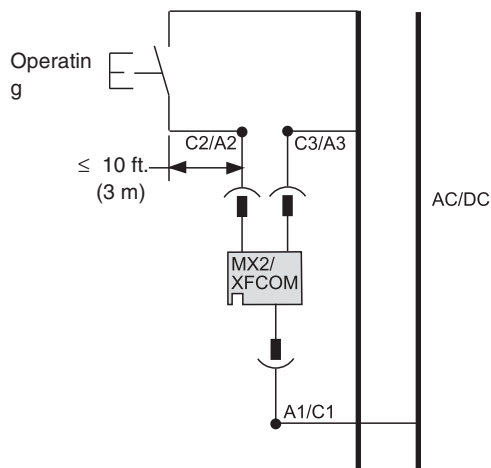 Operatin
g
C2/A2
C3/A3
≤ 10 ft.
(3 m)
AC/DC
MX2/
XFCOM
A1/C1